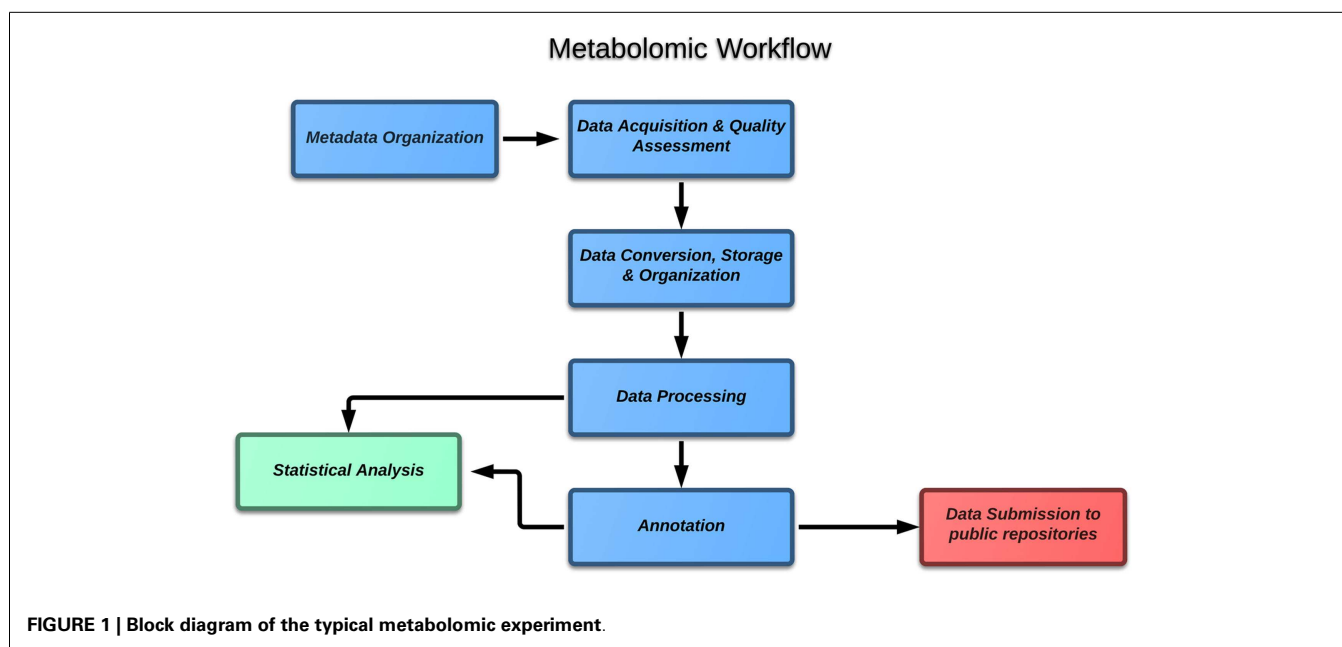 Metabolomic Workflow
Metadata Organization
Data Acquisition & Quality
Assessment
Data Conversion, Storage
& Organization
Data Processing
Statistical Analysis
Annotation
Data Submission to
public repositories
FIGURE 1 | Block diagram of the typical metabolomic experiment.